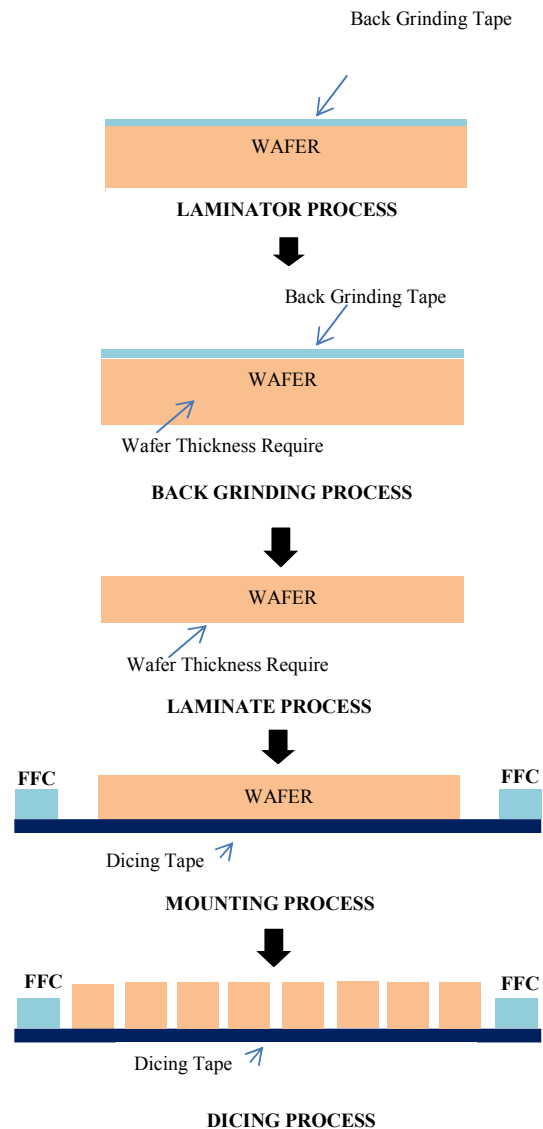 Back Grinding Tape
WAFER
LAMINATOR PROCESS
Back Grinding Tape
WAFER
Wafer Thickness Require
BACK GRINDING PROCESS
WAFER
Wafer Thickness Require
LAMINATE PROCESS
FFC
FFC
WAFER
Dicing Tape
MOUNTING PROCESS
FFC
FFC
Dicing Tape
DICING PROCESS